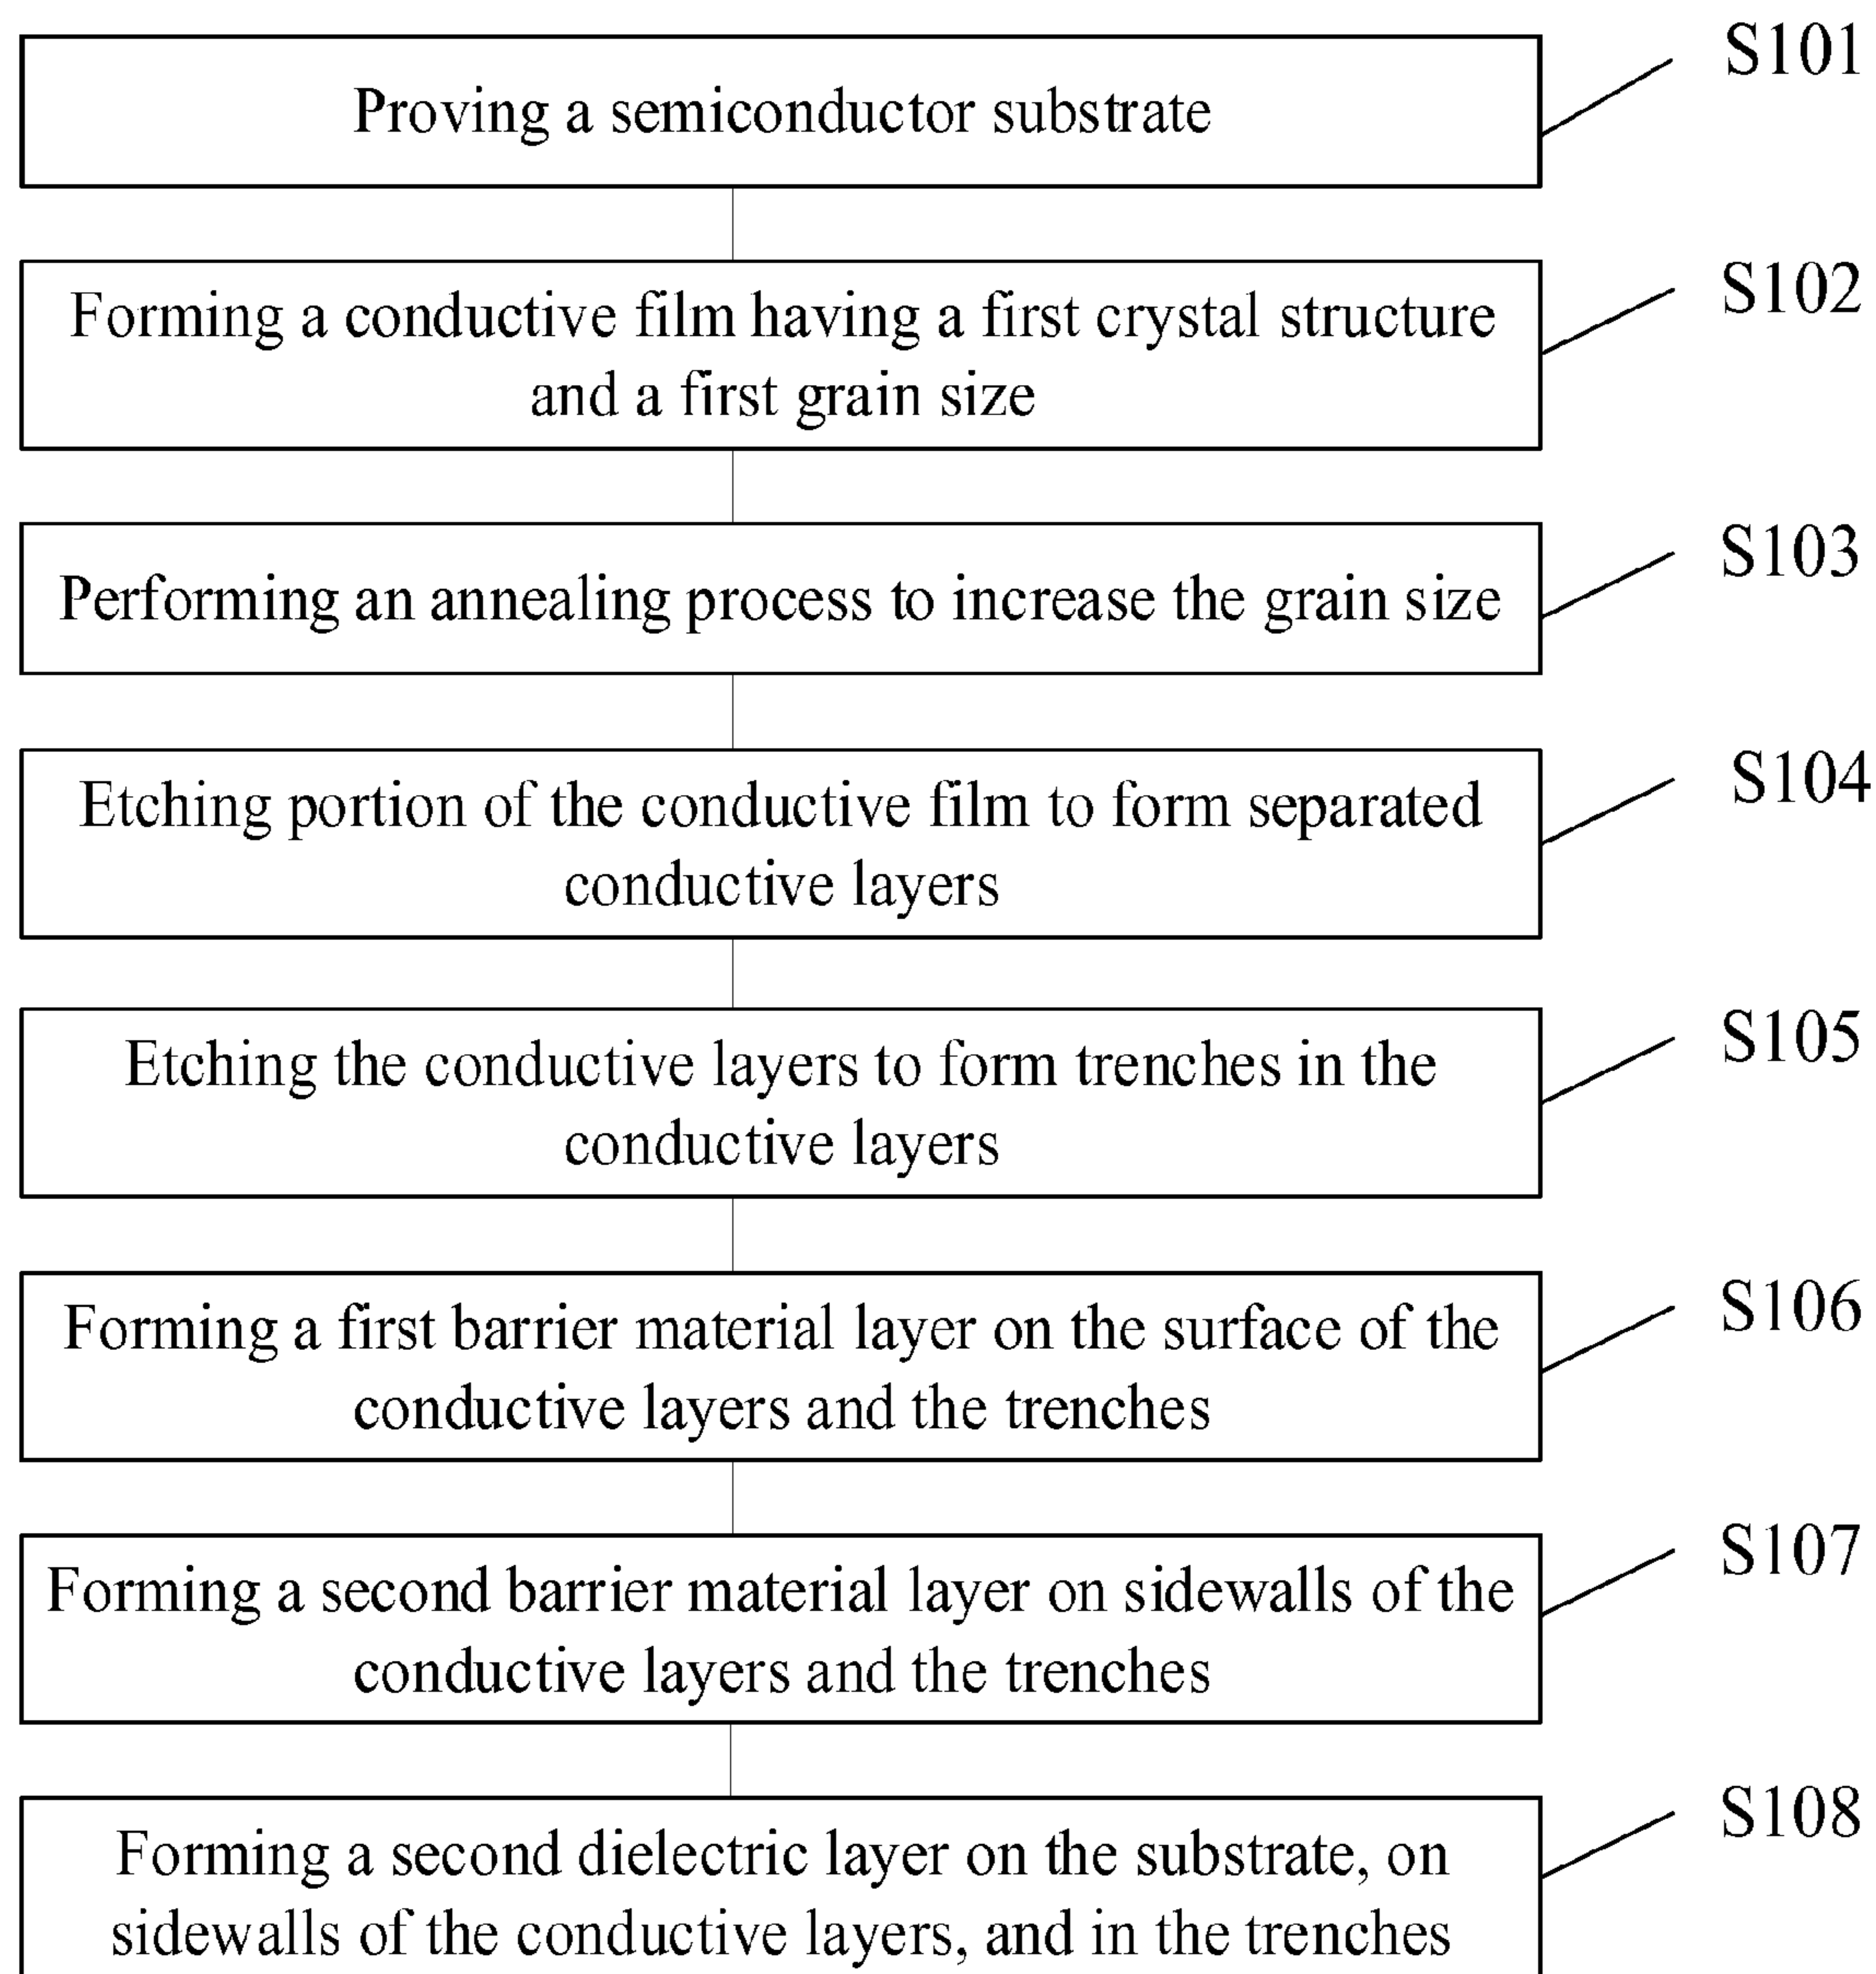 Proving a semiconductor substrate
S101
Forming a conductive film having a first crystal structure
and a first grain size
S102
Performing an annealing process to increase the grain size
S103
Etching portion of the conductive film to form separated
conductive layers
S104
Etching the conductive layers to form trenches in the
conductive layers
S105
Forming a first barrier material layer on the surface of the
conductive layers and the trenches
S106
Forming a second barrier material layer on sidewalls of the
conductive layers and the trenches
S107
Forming a second dielectric layer on the substrate, on
sidewalls of the conductive layers, and in the trenches
S108